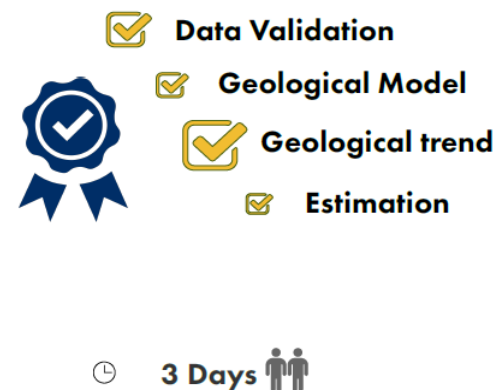 Data Validation
Geological Model
Geological trend
Estimation
3 Days